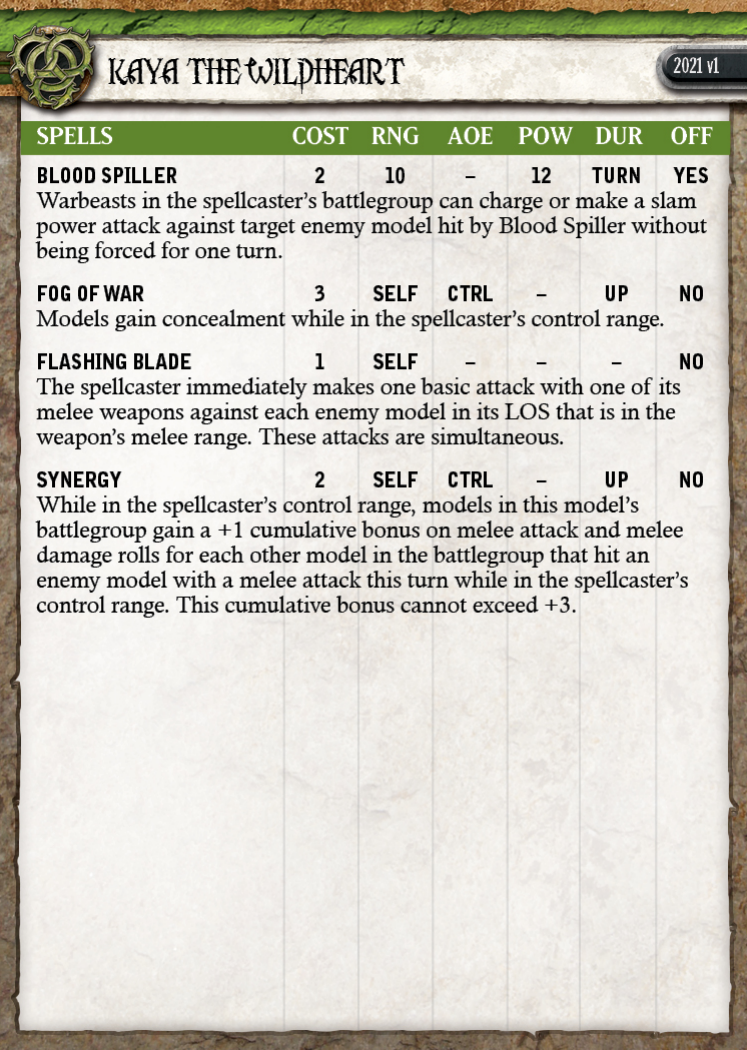 KAYA THE WILDHEART
2021 v1
SPELLS COST RNG AOE POW DUR OFF
BLOOD SPILLER 2 10 – 12 TURN YES
Warbeasts in the spellcaster's battlegroup can charge or make a slam
power attack against target enemy model hit by Blood Spiller without
being forced for one turn.
FOG OF WAR 3 SELF CTRL – UP NO
Models gain concealment while in the spellcaster's control range.
FLASHING BLADE 1 SELF – – – NO
The spellcaster immediately makes one basic attack with one of its
melee weapons against each enemy model in its LOS that is in the
weapon's melee range. These attacks are simultaneous.
SYNERGY 2 SELF CTRL – UP NO
While in the spellcaster's control range, models in this model's
battlegroup gain a +1 cumulative bonus on melee attack and melee
damage rolls for each other model in the battlegroup that hit an
enemy model with a melee attack this turn while in the spellcaster's
control range. This cumulative bonus cannot exceed +3.